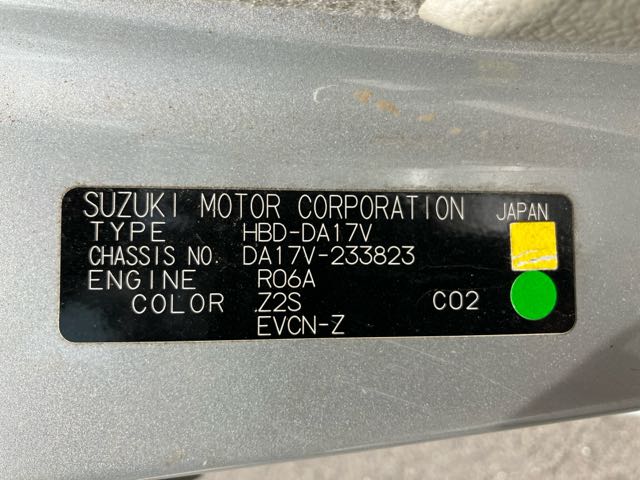 SUZUKI MOTOR CORPORATION JAPAN
TYPE HBD-DA17V
CHASSIS NO. DA17V-233823
ENGINE R06A
COLOR Z2S C02
EVCN-Z